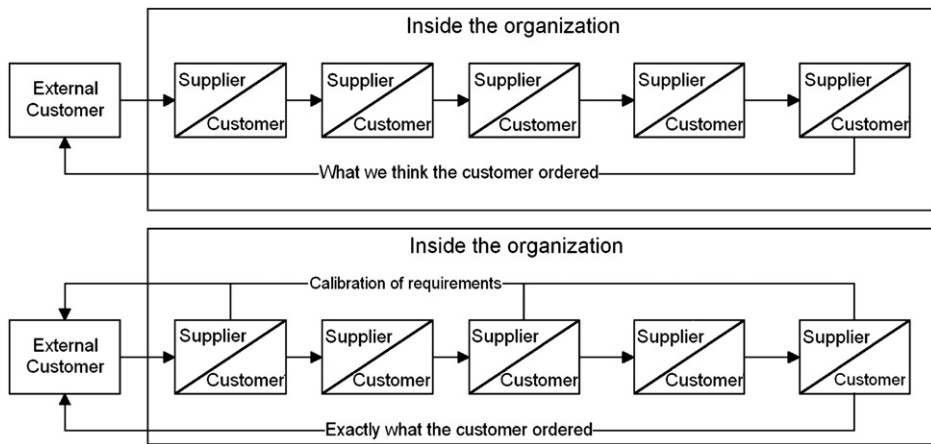 Inside the organization
External
Customer
Supplier
Customer
Supplier
Customer
Supplier
Customer
Supplier
Customer
Supplier
Customer
What we think the customer ordered
Inside the organization
Calibration of requirements
External
Customer
Supplier
Customer
Supplier
Customer
Supplier
Customer
Supplier
Customer
Supplier
Customer
Exactly what the customer ordered